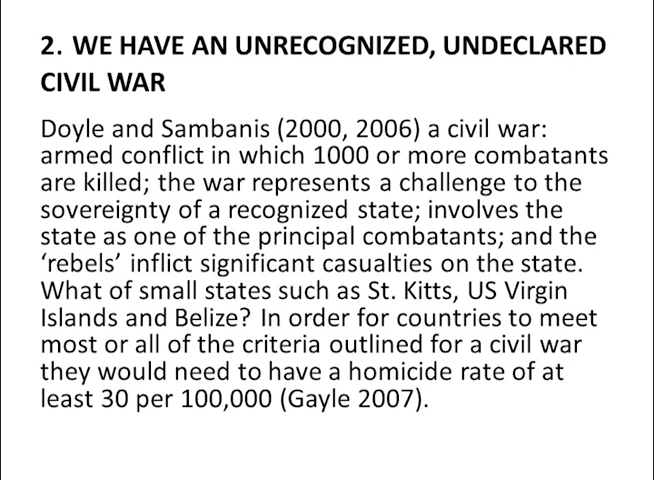 2. WE HAVE AN UNRECOGNIZED, UNDECLARED
CIVIL WAR
Doyle and Sambanis (2000, 2006) a civil war:
armed conflict in which 1000 or more combatants
are killed; the war represents a challenge to the
sovereignty of a recognized state; involves the
state as one of the principal combatants; and the
‘rebels’ inflict significant casualties on the state.
What of small states such as St. Kitts, US Virgin
Islands and Belize? In order for countries to meet
most or all of the criteria outlined for a civil war
they would need to have a homicide rate of at
least 30 per 100,000 (Gayle 2007).